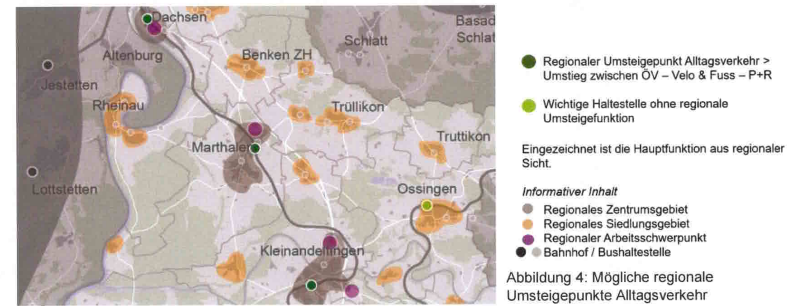 Dachsen
Basad
Schlat
Schlatt
Altenburg
Benken ZH
Jestetten
Rheinau
Trüllikon
Truttikon
Marthalen
Lottstetten
Ossingen
Kleinandelfingen
Regionaler Umsteigepunkt Alltagsverkehr >
Umstieg zwischen ÖV – Velo & Fuss – P+R
Wichtige Haltestelle ohne regionale
Umsteigefunktion
Eingezeichnet ist die Hauptfunktion aus regionaler
Sicht.
Informativer Inhalt
Regionales Zentrumsgebiet
Regionales Siedlungsgebiet
Regionaler Arbeitsschwerpunkt
Bahnhof / Bushaltestelle
Abbildung 4: Mögliche regionale
Umsteigepunkte Alltagsverkehr